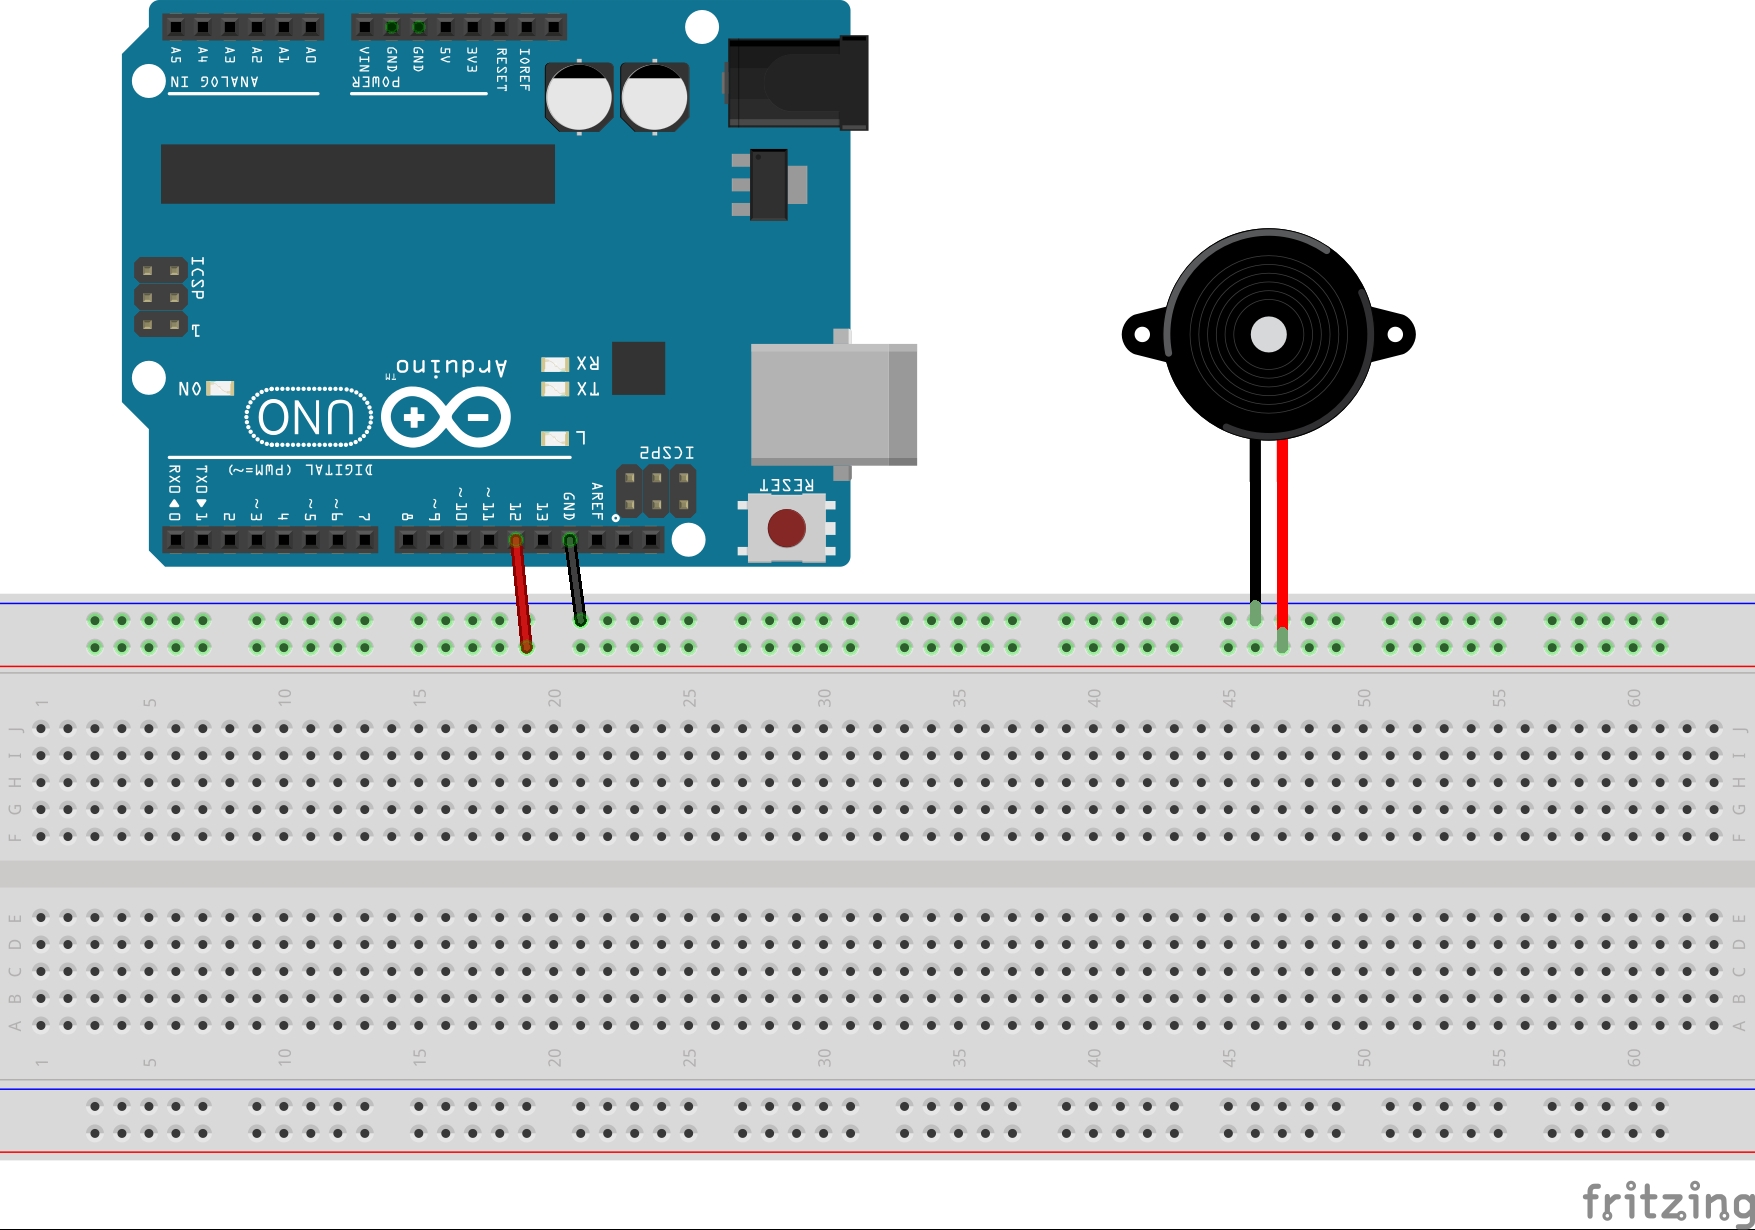 A5 A4 A3 A2 A1 A0
VIN GND GND 5V 3V3 RESET IOREF
ANALOG IN
POWER
ICSP
1
Arduino
TM
RX
TX
ON
UNO
L
ICSP2
DIGITAL (PWM=~)
RESET
RX0◀0 TX0▶1 2 ~3 4 ~5 ~6 7
8 ~9 ~10 ~11 12 13 GND AREF
1 5 10 15 20 25 30 35 40 45 50 55 60
J J
I I
H H
G G
F F
E E
D D
C C
B B
A A
1 5 10 15 20 25 30 35 40 45 50 55 60
fritzing